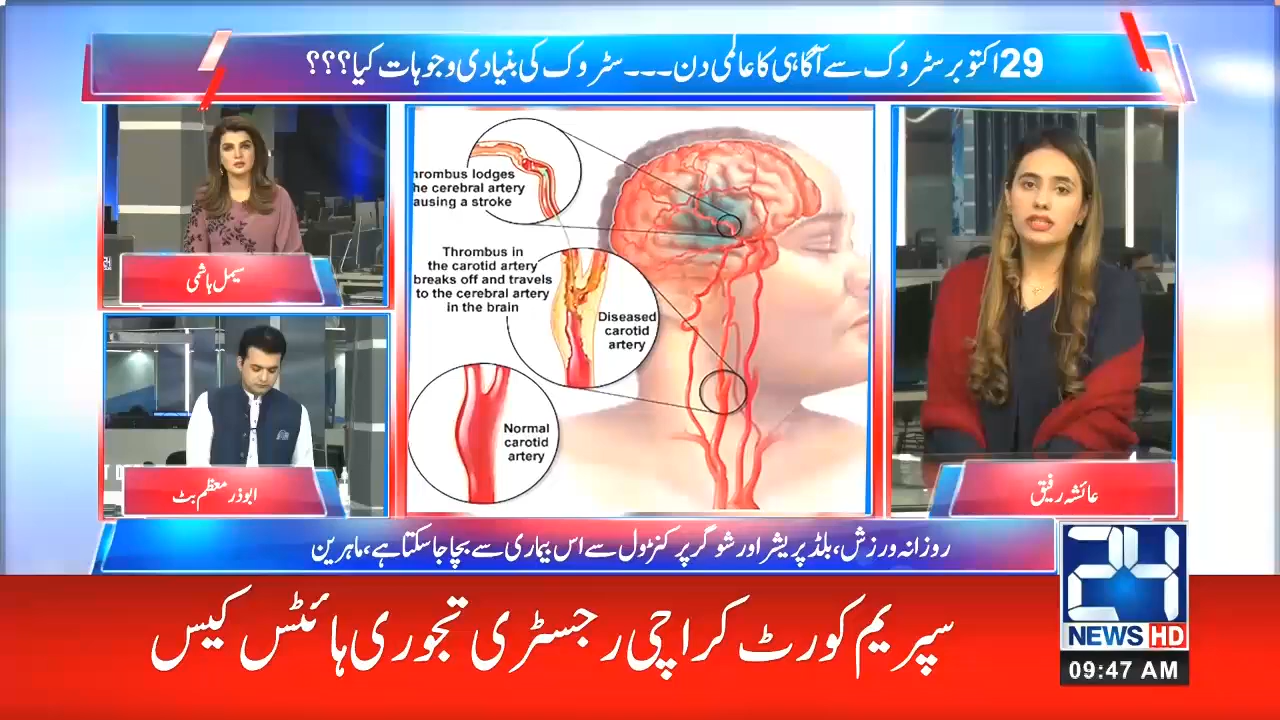 29 اکتوبر سٹروک سے آگاہی کا عالمی دن ۔۔۔ سٹروک کی بنیادی وجوہات کیا؟؟؟
سیمل ہاشمی
ابوذر معظم بٹ
عائشہ رفیق
hrombus lodges
he cerebral artery
ausing a stroke
Thrombus in
the carotid artery
breaks off and travels
to the cerebral artery
in the brain
Diseased
carotid
artery
Normal
carotid
artery
روزانہ ورزش، بلڈ پریشر اور شوگر پر کنٹرول سے اس بیماری سے بچا جا سکتا ہے، ماہرین
سپریم کورٹ کراچی رجسٹری تجوری ہائٹس کیس
24
NEWS HD
09:47 AM